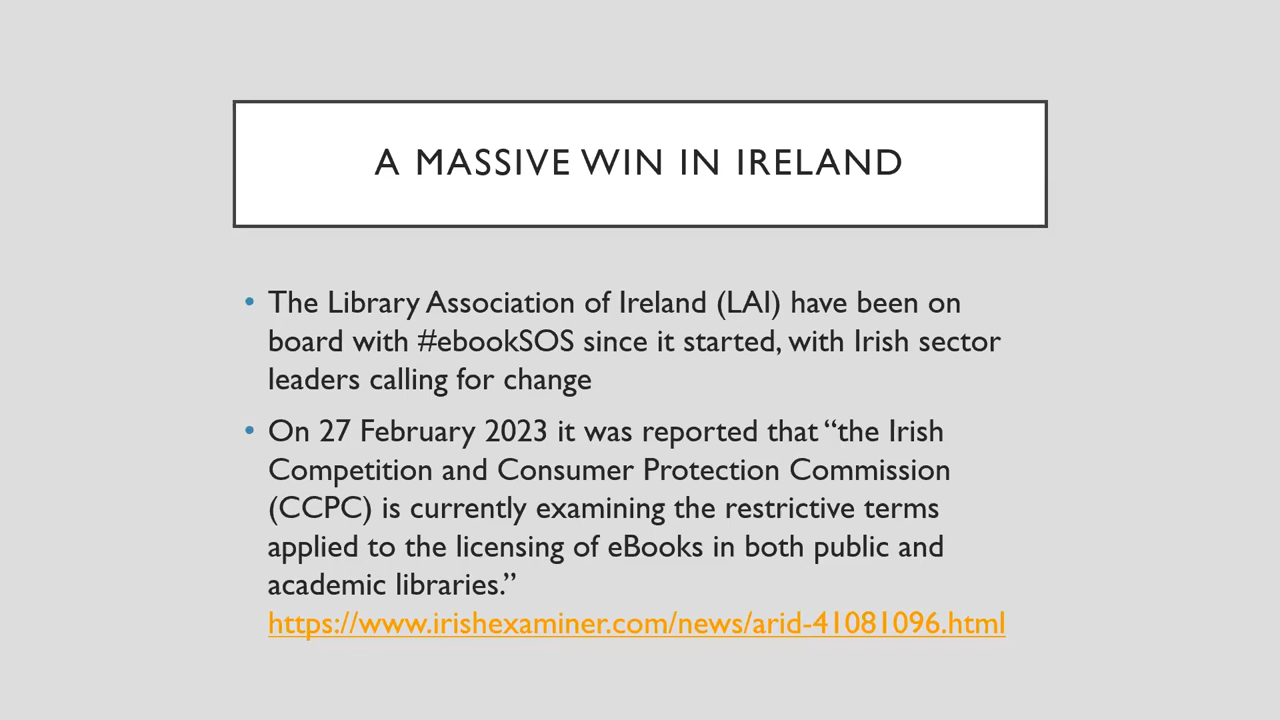 A MASSIVE WIN IN IRELAND
• The Library Association of Ireland (LAI) have been on
board with #ebookSOS since it started, with Irish sector
leaders calling for change
• On 27 February 2023 it was reported that “the Irish
Competition and Consumer Protection Commission
(CCPC) is currently examining the restrictive terms
applied to the licensing of eBooks in both public and
academic libraries.”
https://www.irishexaminer.com/news/arid-41081096.html